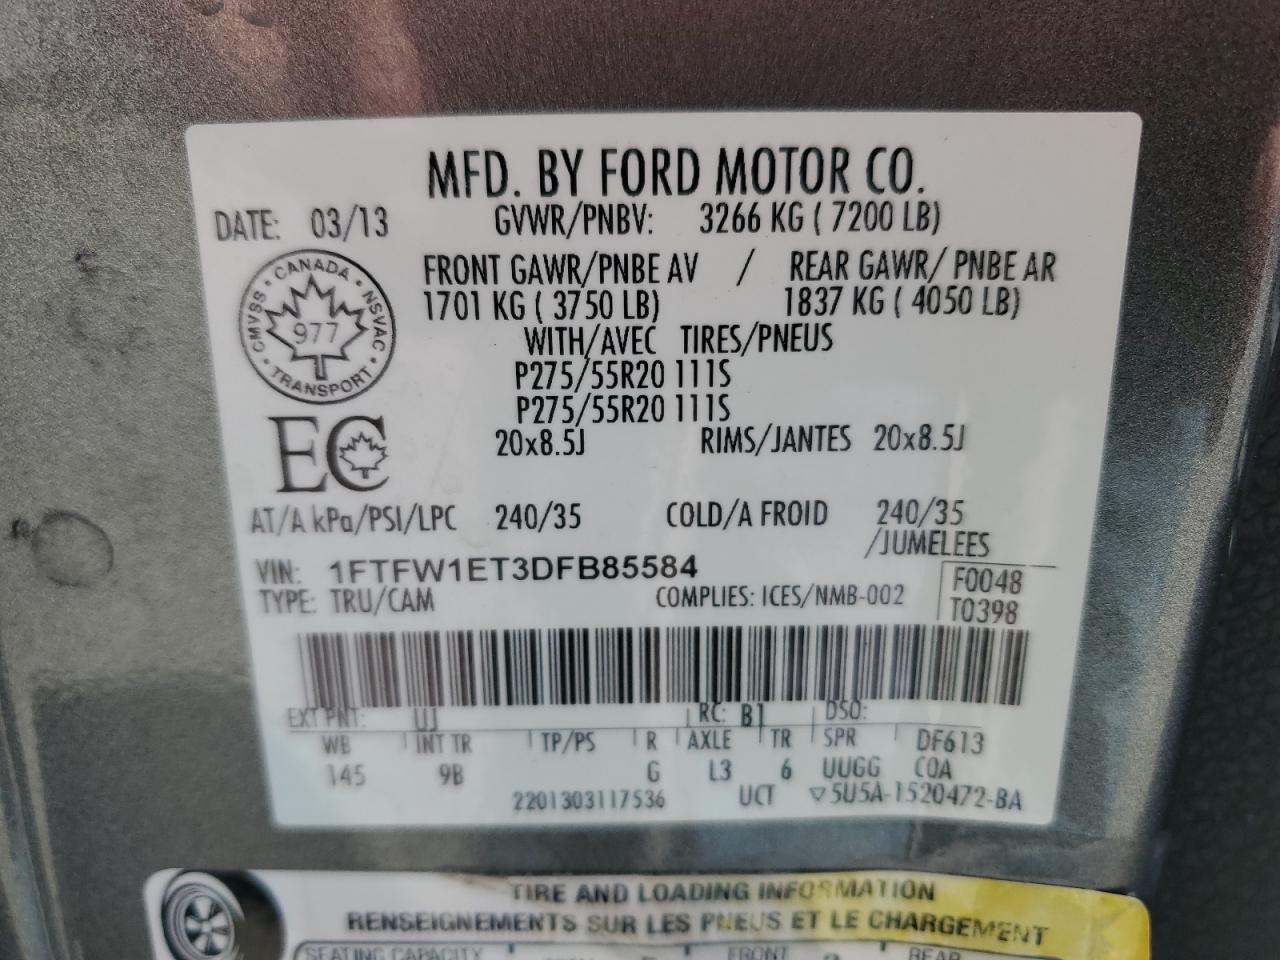 MFD. BY FORD MOTOR CO.
DATE: 03/13 GVWR/PNBV: 3266 KG ( 7200 LB)
FRONT GAWR/PNBE AV / REAR GAWR/ PNBE AR
1701 KG ( 3750 LB) 1837 KG ( 4050 LB)
CANADA
CMVSS 977 NSVAC
TRANSPORT
WITH/AVEC TIRES/PNEUS
P275/55R20 111S
P275/55R20 111S
EC
20x8.5J RIMS/JANTES 20x8.5J
AT/A kPa/PSI/LPC 240/35 COLD/A FROID 240/35
/JUMELEES
VIN: 1FTFW1ET3DFB85584 F0048
TYPE: TRU/CAM COMPLIES: ICES/NMB-002 T0398
EXT PNT: UJ RC: B1 DSO:
WB INT TR TP/PS R AXLE TR SPR DF613
145 9B G L3 6 UUGG COA
2201303117536 UCT ▽5U5A-1520472-BA
TIRE AND LOADING INFORMATION
RENSEIGNEMENTS SUR LES PNEUS ET LE CHARGEMENT
SEATING CAPACITY FRONT REAR